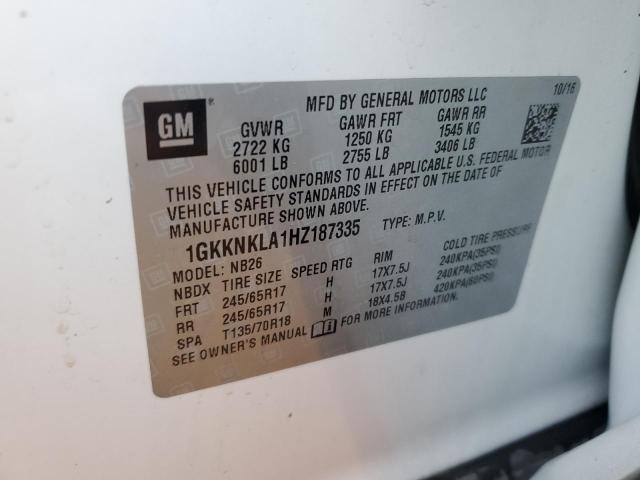 MFD BY GENERAL MOTORS LLC 10/16
GM ®
GVWR GAWR FRT GAWR RR
2722 KG 1250 KG 1545 KG
6001 LB 2755 LB 3406 LB
THIS VEHICLE CONFORMS TO ALL APPLICABLE U.S. FEDERAL MOTOR
VEHICLE SAFETY STANDARDS IN EFFECT ON THE DATE OF
MANUFACTURE SHOWN ABOVE.
1GKKNKLA1HZ187335 TYPE: M.P.V.
MODEL: NB26
NBDX TIRE SIZE SPEED RTG RIM COLD TIRE PRESSURE
FRT 245/65R17 H 17X7.5J 240KPA(35PSI)
RR 245/65R17 H 17X7.5J 240KPA(35PSI)
SPA T135/70R18 M 18X4.5B 420KPA(60PSI)
SEE OWNER'S MANUAL FOR MORE INFORMATION.